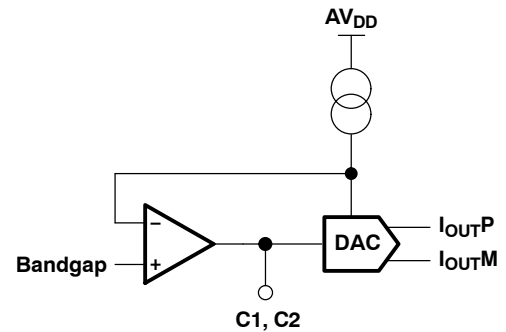 AVDD
−
+
Bandgap
DAC
IOUTP
IOUTM
C1, C2